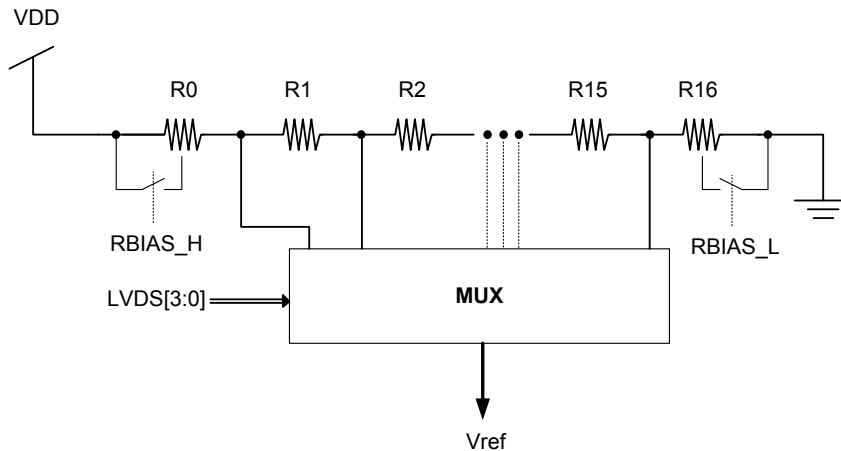 VDD
R0
R1
R2
R15
R16
RBIAS_H
RBIAS_L
LVDS[3:0]
MUX
Vref